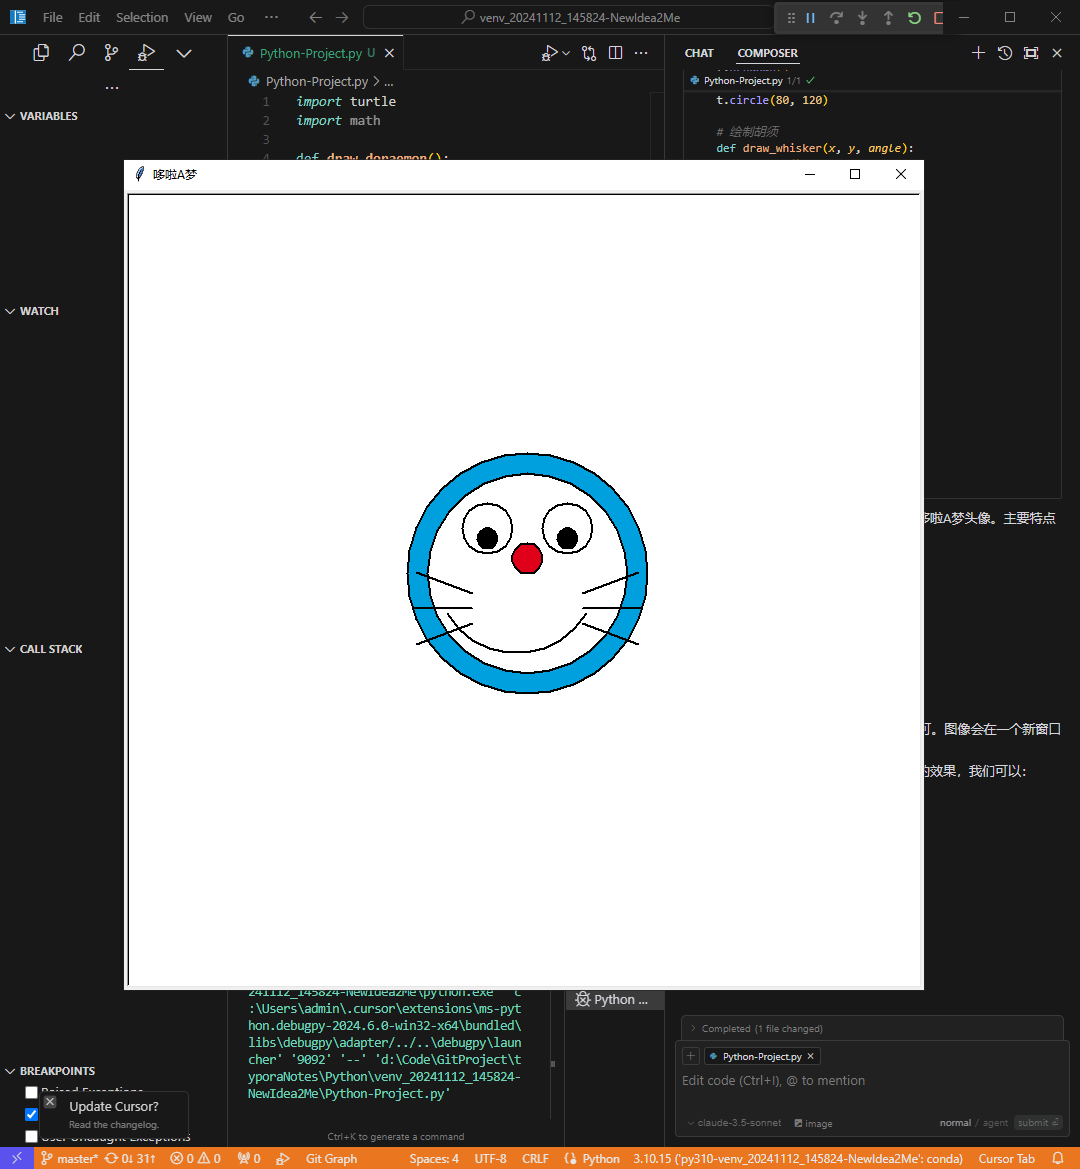 File Edit Selection View Go ··· venv_20241112_145824-NewIdea2Me
Python-Project.py U
CHAT COMPOSER
Python-Project.py > ...
Python-Project.py 1/1
VARIABLES
1 import turtle
2 import math
3
4 def draw_doraemon():
t.circle(80, 120)
# 绘制胡须
def draw_whisker(x, y, angle):
哆啦A梦
WATCH
哆啦A梦头像。主要特点
CALL STACK
可。图像会在一个新窗口
的效果，我们可以：
241112_145824-NewIdea2Me\python.exe' 'c
:\Users\admin\.cursor\extensions\ms-pyt
hon.debugpy-2024.6.0-win32-x64\bundled\
libs\debugpy\adapter/../..\debugpy\laun
cher' '9092' '--' 'd:\Code\GitProject\t
yporaNotes\Python\venv_20241112_145824-
NewIdea2Me\Python-Project.py'
Python ...
Completed (1 file changed)
Python-Project.py
Edit code (Ctrl+I), @ to mention
claude-3.5-sonnet image normal / agent submit
BREAKPOINTS
Raised Exceptions
Update Cursor?
Read the changelog.
User Uncaught Exceptions
Ctrl+K to generate a command
master* 0↓ 31↑ 0 0 0 Git Graph Spaces: 4 UTF-8 CRLF Python 3.10.15 ('py310-venv_20241112_145824-NewIdea2Me': conda) Cursor Tab